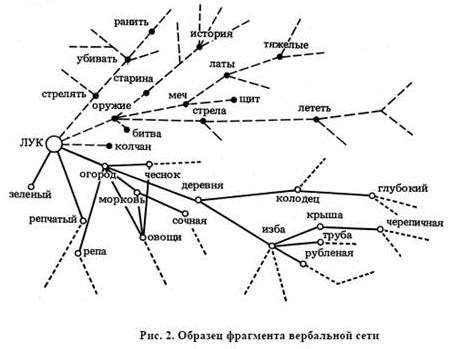 ранить
история
убивать
тяжелые
старина
латы
стрелять
оружие
меч
щит
стрела
лететь
битва
ЛУК
колчан
огород
чеснок
зеленый
морковь
деревня
глубокий
колодец
репчатый
сочная
крыша
черепичная
овощи
изба
труба
репа
рубленая
Рис. 2. Образец фрагмента вербальной сети